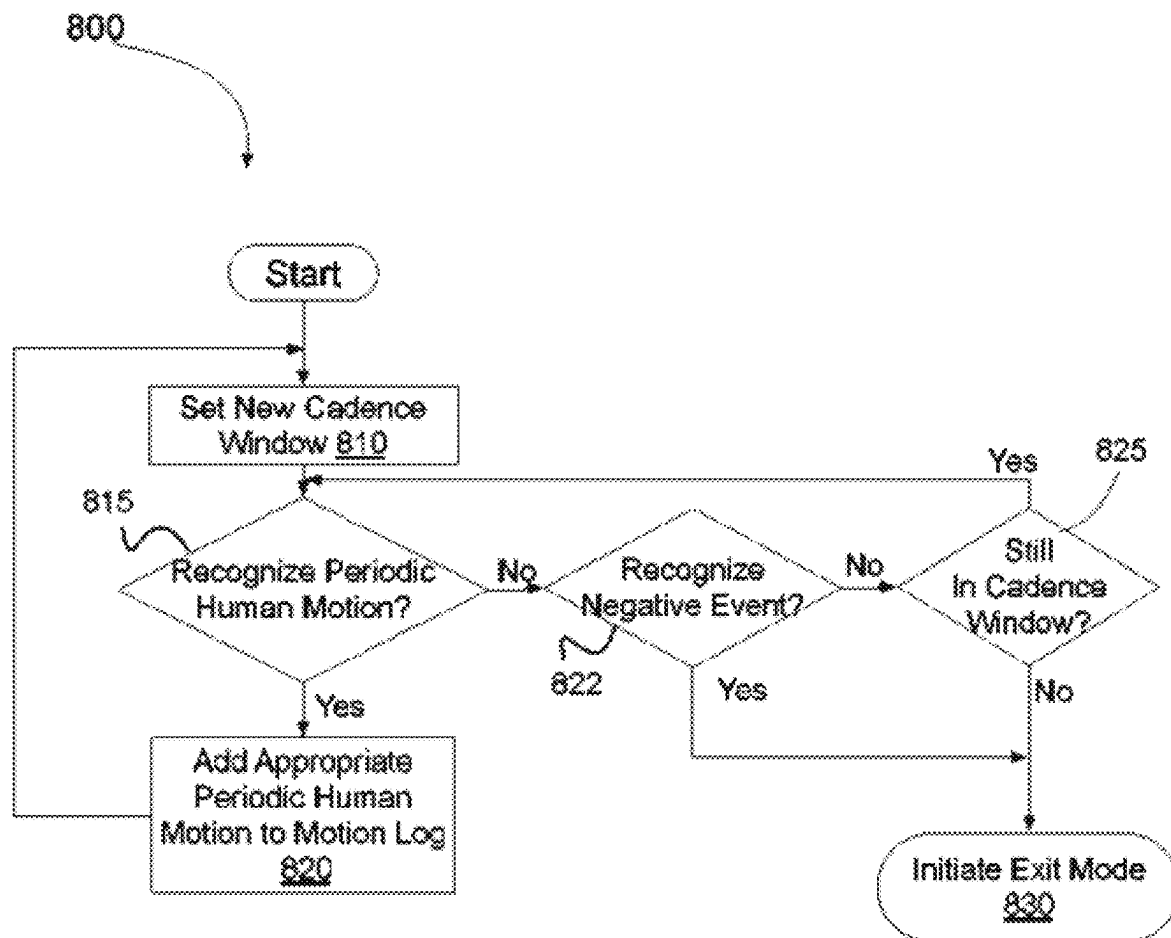 800
Start
Set New Cadence
Window 810
Yes
825
815
Recognize Periodic
Human Motion?
No
Recognize
Negative Event?
No
Still
In Cadence
Window?
822
Yes
Yes
No
Add Appropriate
Periodic Human
Motion to Motion Log
820
Initiate Exit Mode
830